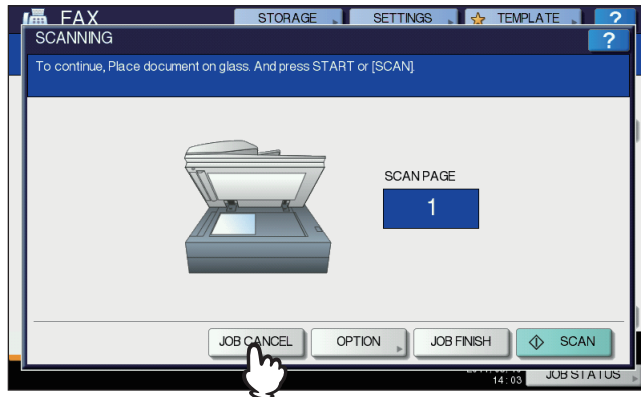 FAX
STORAGE
SETTINGS
TEMPLATE
?
SCANNING
?
To continue, Place document on glass. And press START or [SCAN].
SCAN PAGE
1
JOB CANCEL
OPTION
JOB FINISH
SCAN
14:03
JOB STATUS